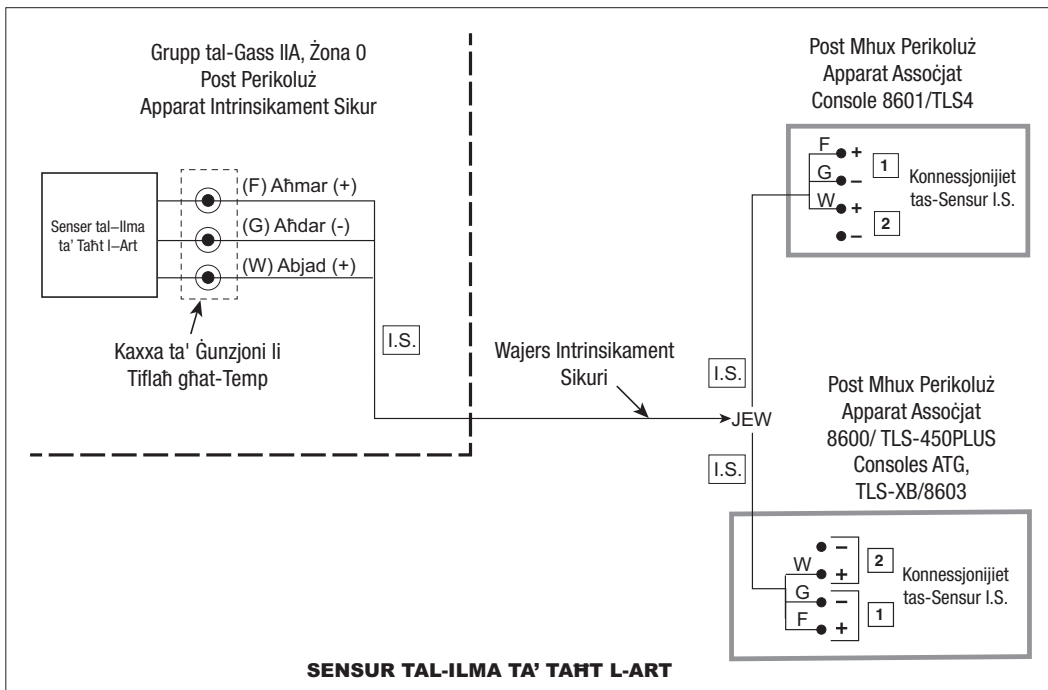 Grupp tal-Gass IIA, Żona 0
Post Perikoluż
Apparat Intrinsikament Sikur
Senser tal–Ilma
ta' Taħt l–Art
(F) Aħmar (+)
(G) Aħdar (-)
(W) Abjad (+)
Kaxxa ta' Ġunzjoni li
Tiflaħ għat-Temp
I.S.
Wajers Intrinsikament
Sikuri
I.S.
JEW
I.S.
Post Mhux Perikoluż
Apparat Assoċjat
Console 8601/TLS4
F +
G –
W +
–
1
2
Konnessjonijiet
tas-Sensur I.S.
Post Mhux Perikoluż
Apparat Assoċjat
8600/ TLS-450PLUS
Consoles ATG,
TLS-XB/8603
–
W +
G –
F +
2
1
Konnessjonijiet
tas-Sensur I.S.
SENSUR TAL-ILMA TA’ TAĦT L-ART